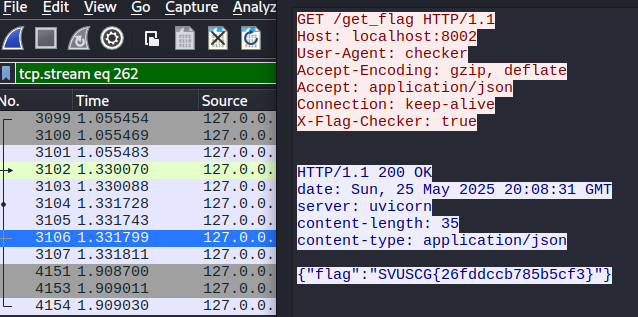 File Edit View Go Capture Analyz
tcp.stream eq 262
No. Time Source
3099 1.055454 127.0.0.
3100 1.055469 127.0.0.
3101 1.055483 127.0.0.
3102 1.330070 127.0.0.
3103 1.330088 127.0.0.
3104 1.331728 127.0.0.
3105 1.331743 127.0.0.
3106 1.331799 127.0.0.
3107 1.331811 127.0.0.
4151 1.908700 127.0.0.
4153 1.909011 127.0.0.
4154 1.909030 127.0.0.
GET /get_flag HTTP/1.1
Host: localhost:8002
User-Agent: checker
Accept-Encoding: gzip, deflate
Accept: application/json
Connection: keep-alive
X-Flag-Checker: true
HTTP/1.1 200 OK
date: Sun, 25 May 2025 20:08:31 GMT
server: uvicorn
content-length: 35
content-type: application/json
{"flag":"SVUSCG{26fddccb785b5cf3}"}